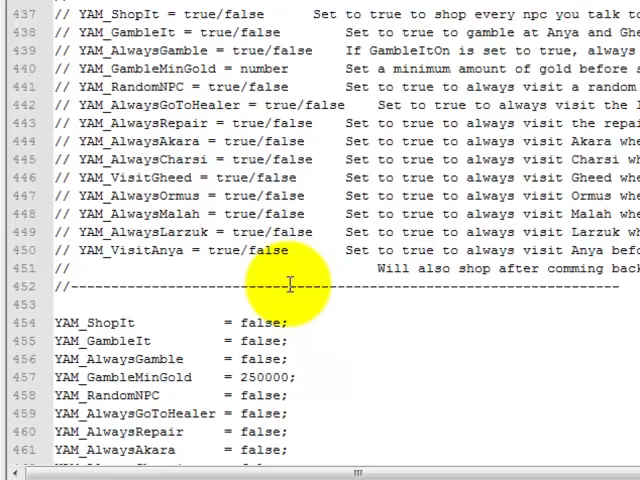 437 // YAM_ShopIt = true/false Set to true to shop every npc you talk to
438 // YAM_GambleIt = true/false Set to true to gamble at Anya and Ghe
439 // YAM_AlwaysGamble = true/false If GambleItOn is set to true, always
440 // YAM_GambleMinGold = number Set a minimum amount of gold before s
441 // YAM_RandomNPC = true/false Set to true to always visit a random
442 // YAM_AlwaysGoToHealer = true/false Set to true to always visit the l
443 // YAM_AlwaysRepair = true/false Set to true to always visit the repai
444 // YAM_AlwaysAkara = true/false Set to true to always visit Akara whe
445 // YAM_AlwaysCharsi = true/false Set to true to always visit Charsi wh
446 // YAM_VisitGheed = true/false Set to true to always visit Gheed whe
447 // YAM_AlwaysOrmus = true/false Set to true to always visit Ormus whe
448 // YAM_AlwaysMalah = true/false Set to true to always visit Malah whe
449 // YAM_AlwaysLarzuk = true/false Set to true to always visit Larzuk wh
450 // YAM_VisitAnya = true/false Set to true to always visit Anya befo
451 // Will also shop after comming back
452 //--------------------------------------------------------------------
453
454 YAM_ShopIt = false;
455 YAM_GambleIt = false;
456 YAM_AlwaysGamble = false;
457 YAM_GambleMinGold = 250000;
458 YAM_RandomNPC = false;
459 YAM_AlwaysGoToHealer = false;
460 YAM_AlwaysRepair = false;
461 YAM_AlwaysAkara = false;